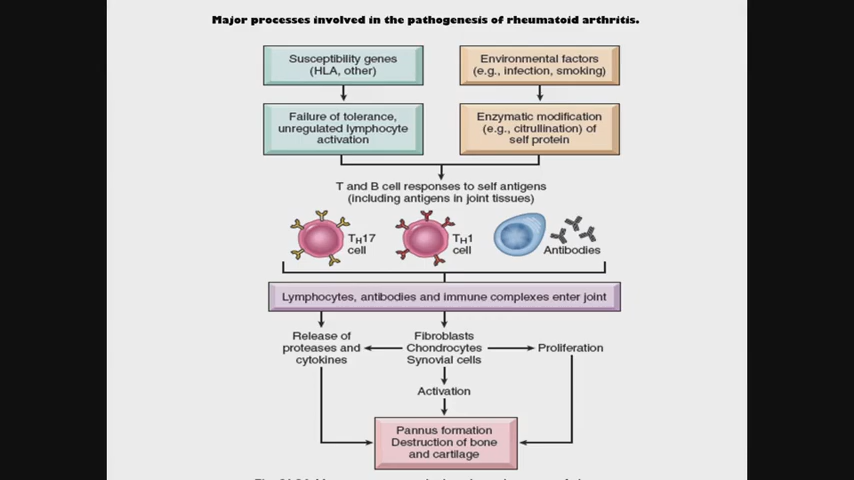 Major processes involved in the pathogenesis of rheumatoid arthritis.
Susceptibility genes
(HLA, other)
Environmental factors
(e.g., infection, smoking)
Failure of tolerance,
unregulated lymphocyte
activation
Enzymatic modification
(e.g., citrullination) of
self protein
T and B cell responses to self antigens
(including antigens in joint tissues)
TH17
cell
TH1
cell
Antibodies
Lymphocytes, antibodies and immune complexes enter joint
Release of
proteases and
cytokines
Fibroblasts
Chondrocytes
Synovial cells
Proliferation
Activation
Pannus formation
Destruction of bone
and cartilage